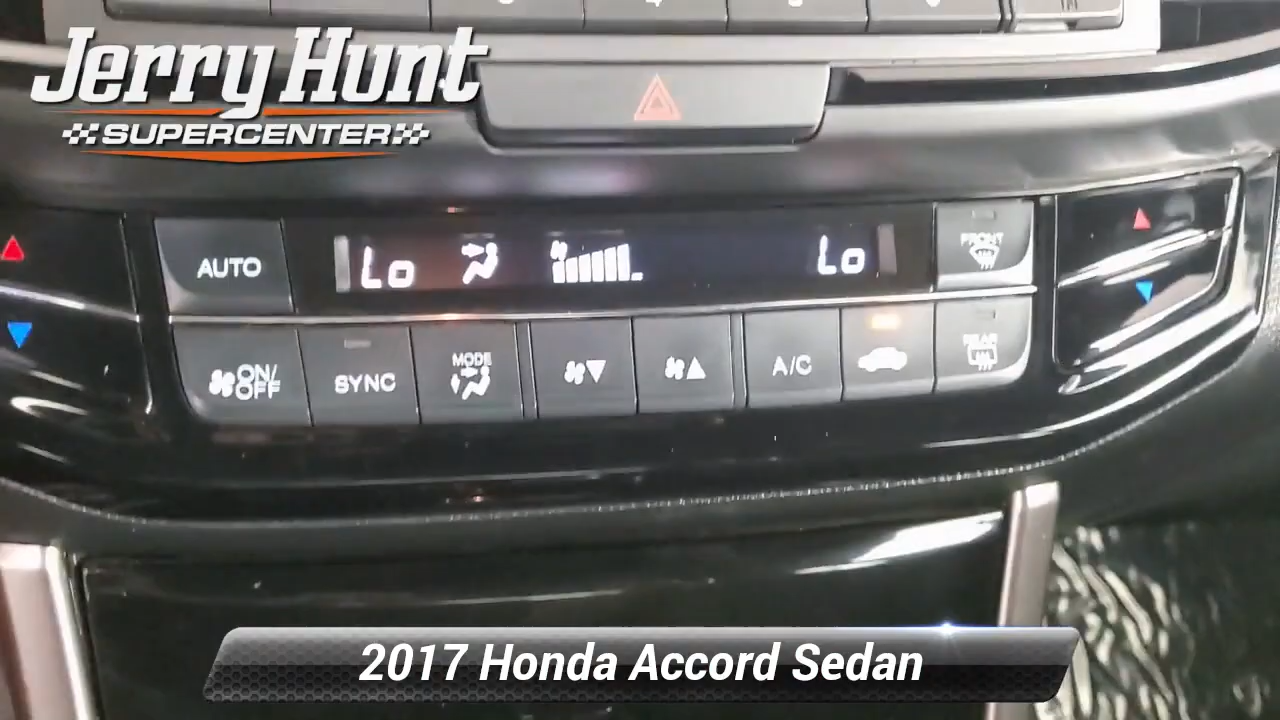 Jerry Hunt
SUPERCENTER
AUTO
Lo
Lo
FRONT
ON/
OFF
SYNC
MODE
A/C
REAR
2017 Honda Accord Sedan